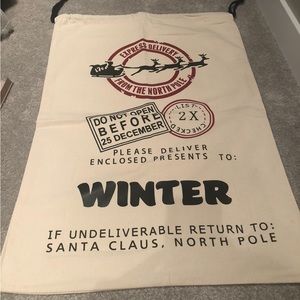 EXPRESS DELIVERY
FROM THE NORTH POLE
DO NOT OPEN
BEFORE
25 DECEMBER
LIST
2X
CHECKED
PLEASE DELIVER
ENCLOSED PRESENTS TO:
WINTER
IF UNDELIVERABLE RETURN TO:
SANTA CLAUS, NORTH POLE